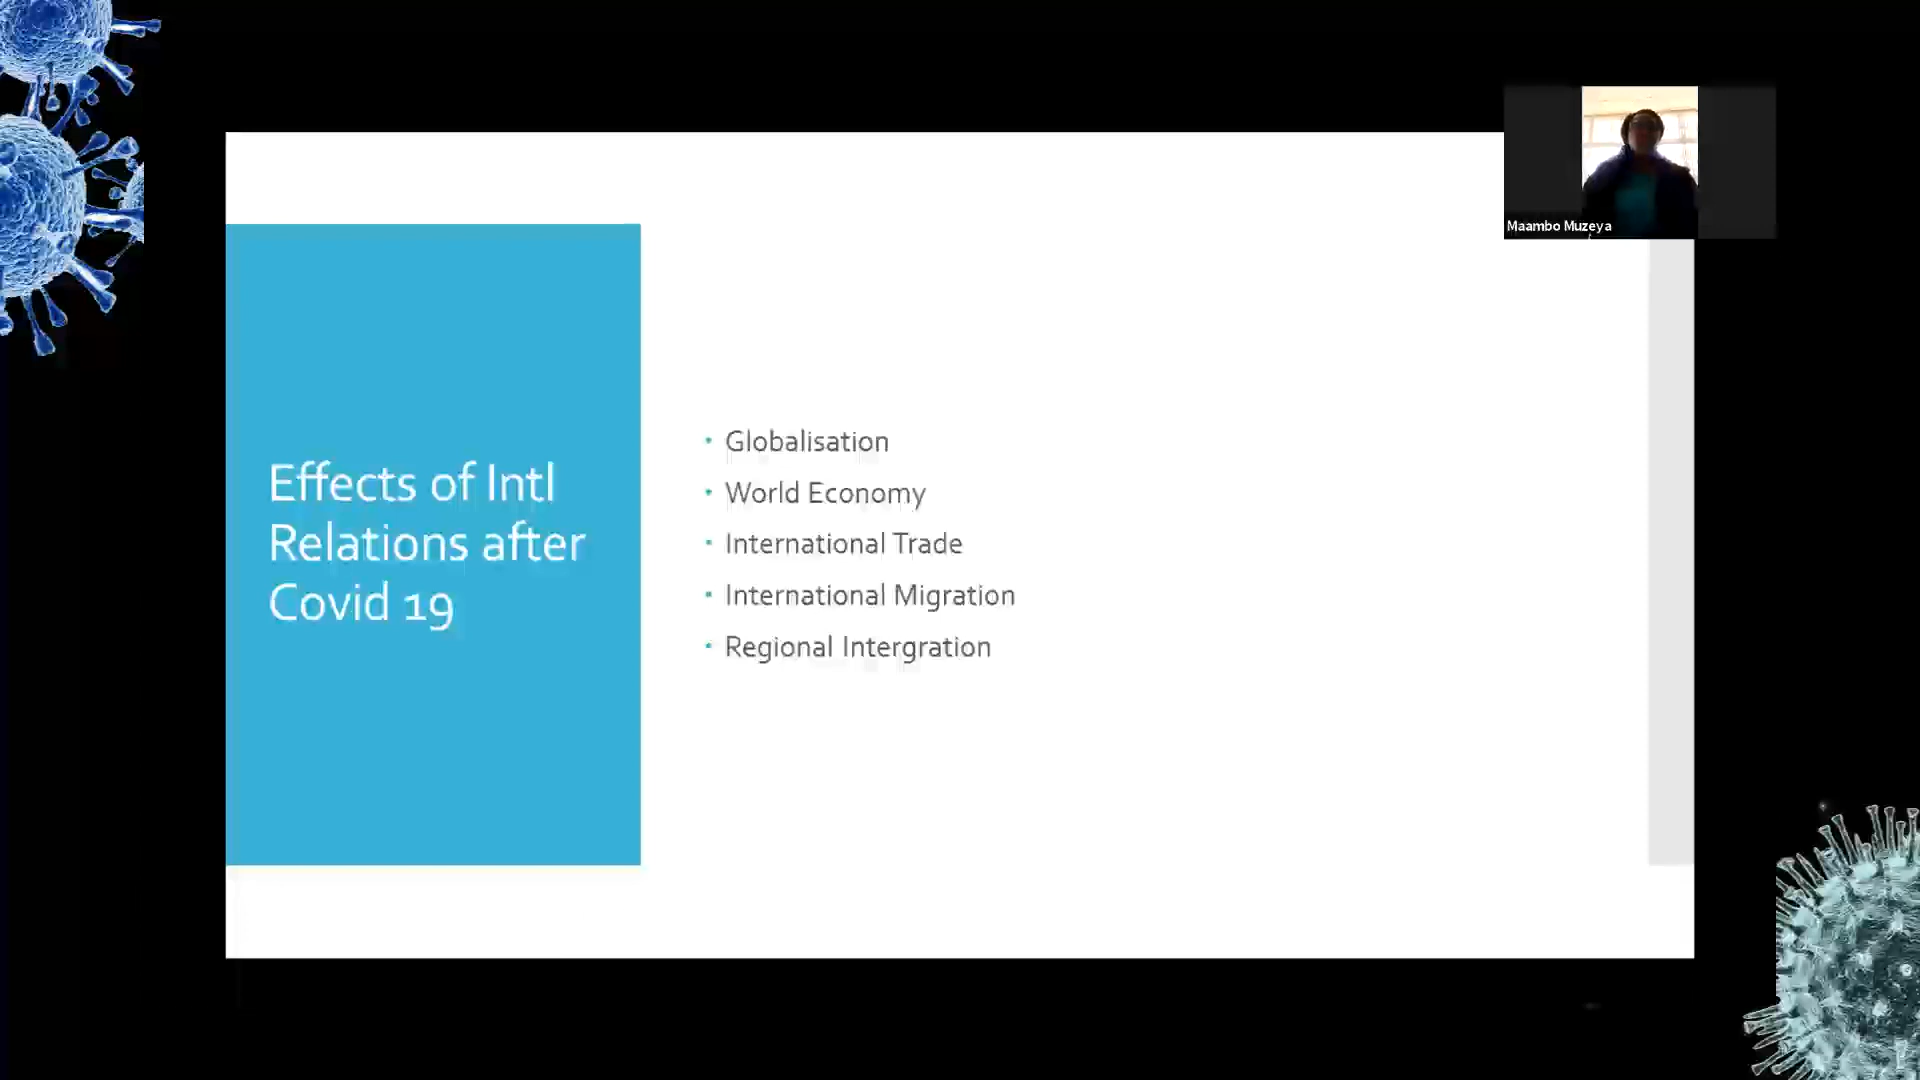 Maambo Muzeya
Effects of Intl
Relations after
Covid 19
Globalisation
World Economy
International Trade
International Migration
Regional Intergration